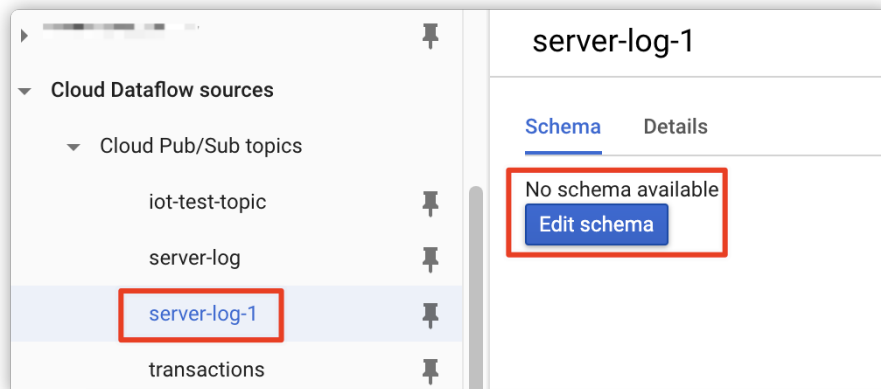 Cloud Dataflow sources
Cloud Pub/Sub topics
iot-test-topic
server-log
server-log-1
transactions
server-log-1
Schema Details
No schema available
Edit schema